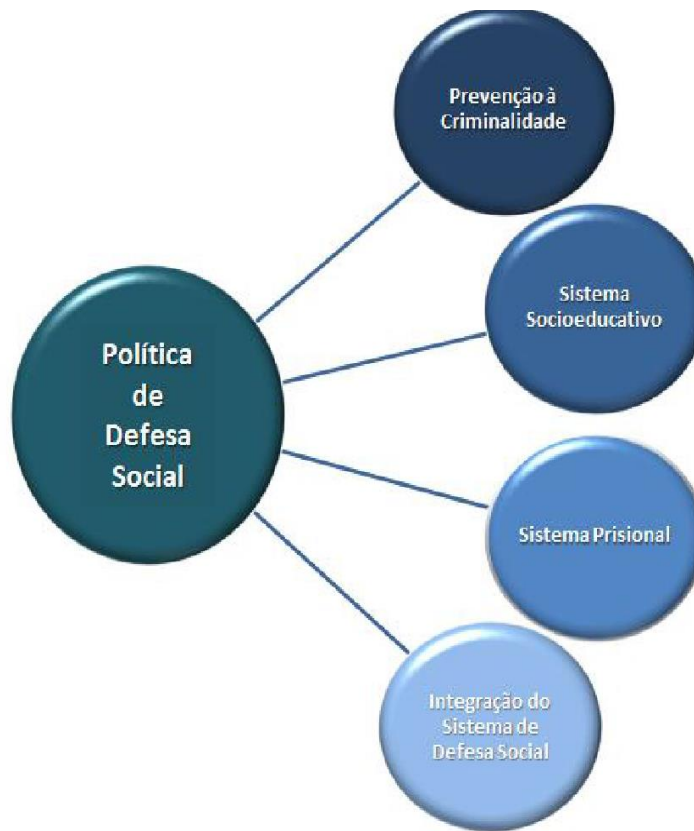 Prevenção à
Criminalidade
Sistema
Socioeducativo
Política
de
Defesa
Social
Sistema Prisional
Integração do
Sistema de
Defesa Social